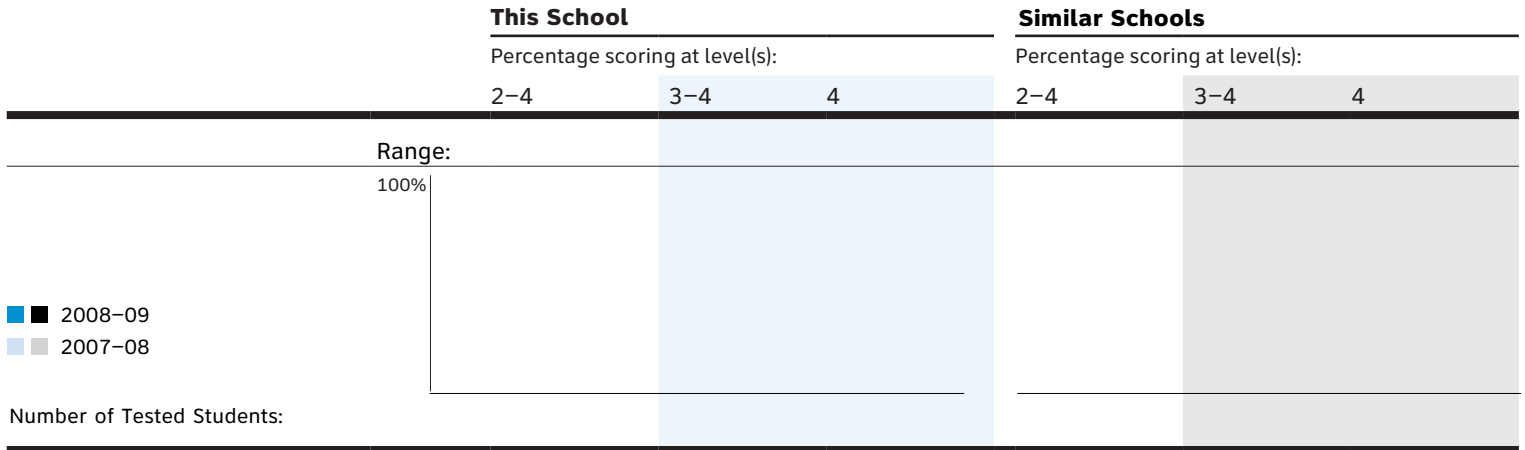 This School Similar Schools
Percentage scoring at level(s): Percentage scoring at level(s):
2–4 3–4 4 2–4 3–4 4
Range:
100%
2008–09
2007–08
Number of Tested Students: